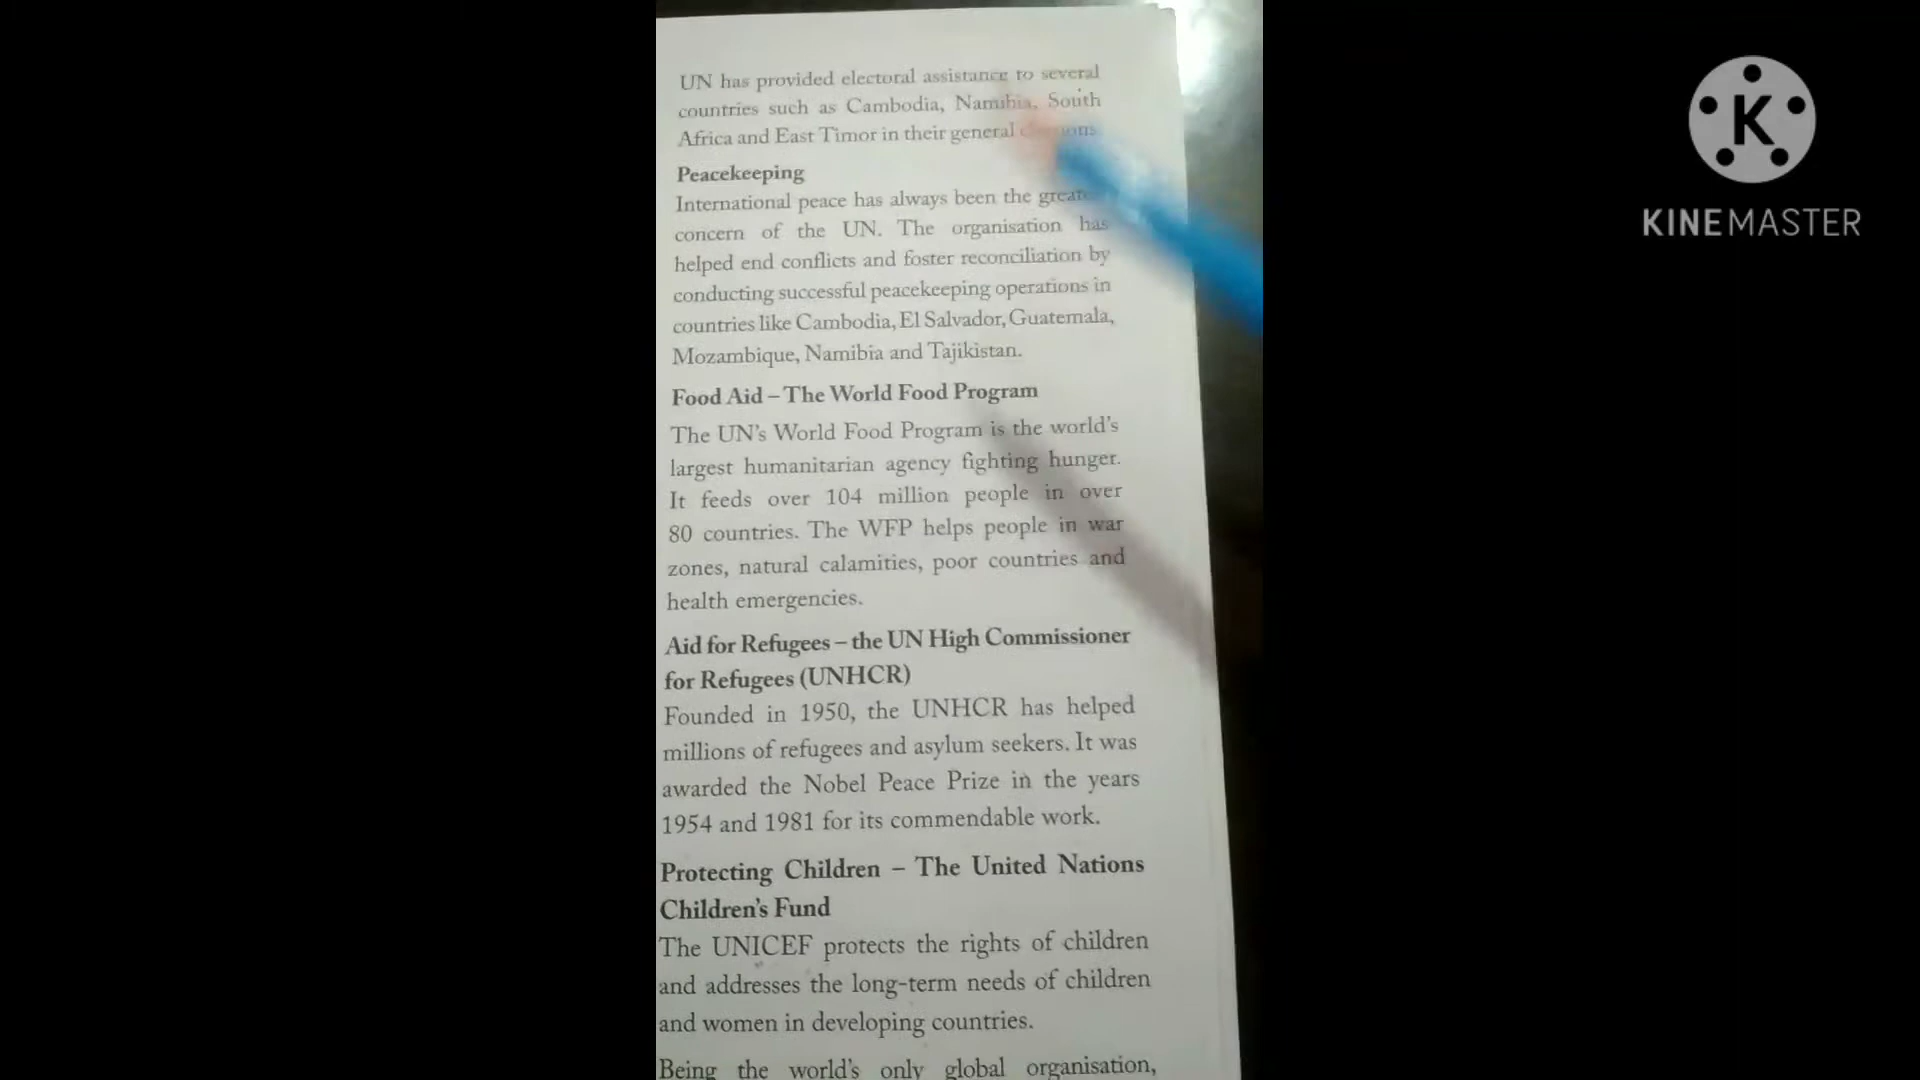 UN has provided electoral assistance to several
countries such as Cambodia, Namibia, South
Africa and East Timor in their general
Peacekeeping
International peace has always been the
concern of the UN. The organisation has
helped end conflicts and foster reconciliation by
conducting successful peacekeeping operations in
countries like Cambodia, El Salvador, Guatemala,
Mozambique, Namibia and Tajikistan.
Food Aid – The World Food Program
The UN's World Food Program is the world's
largest humanitarian agency fighting hunger.
It feeds over 104 million people in over
80 countries. The WFP helps people in war
zones, natural calamities, poor countries and
health emergencies.
Aid for Refugees – the UN High Commissioner
for Refugees (UNHCR)
Founded in 1950, the UNHCR has helped
millions of refugees and asylum seekers. It was
awarded the Nobel Peace Prize in the years
1954 and 1981 for its commendable work.
Protecting Children – The United Nations
Children's Fund
The UNICEF protects the rights of children
and addresses the long-term needs of children
and women in developing countries.
Being the world's only global organisation,
K
KINEMASTER